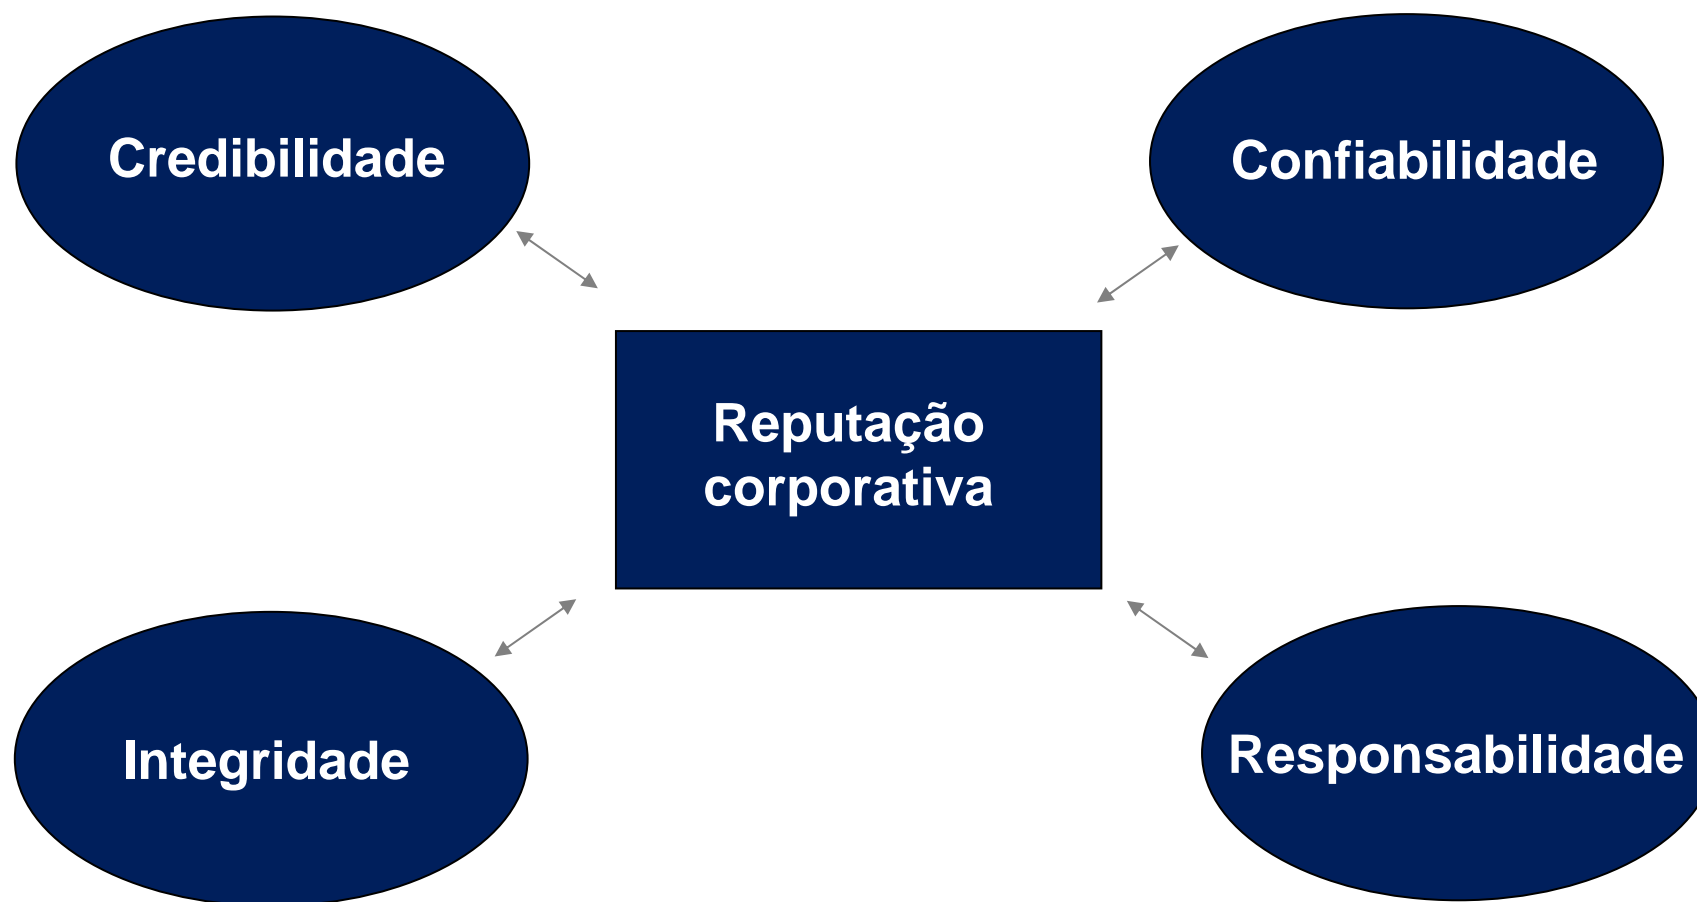 Credibilidade
Confiabilidade
Reputação
corporativa
Integridade
Responsabilidade